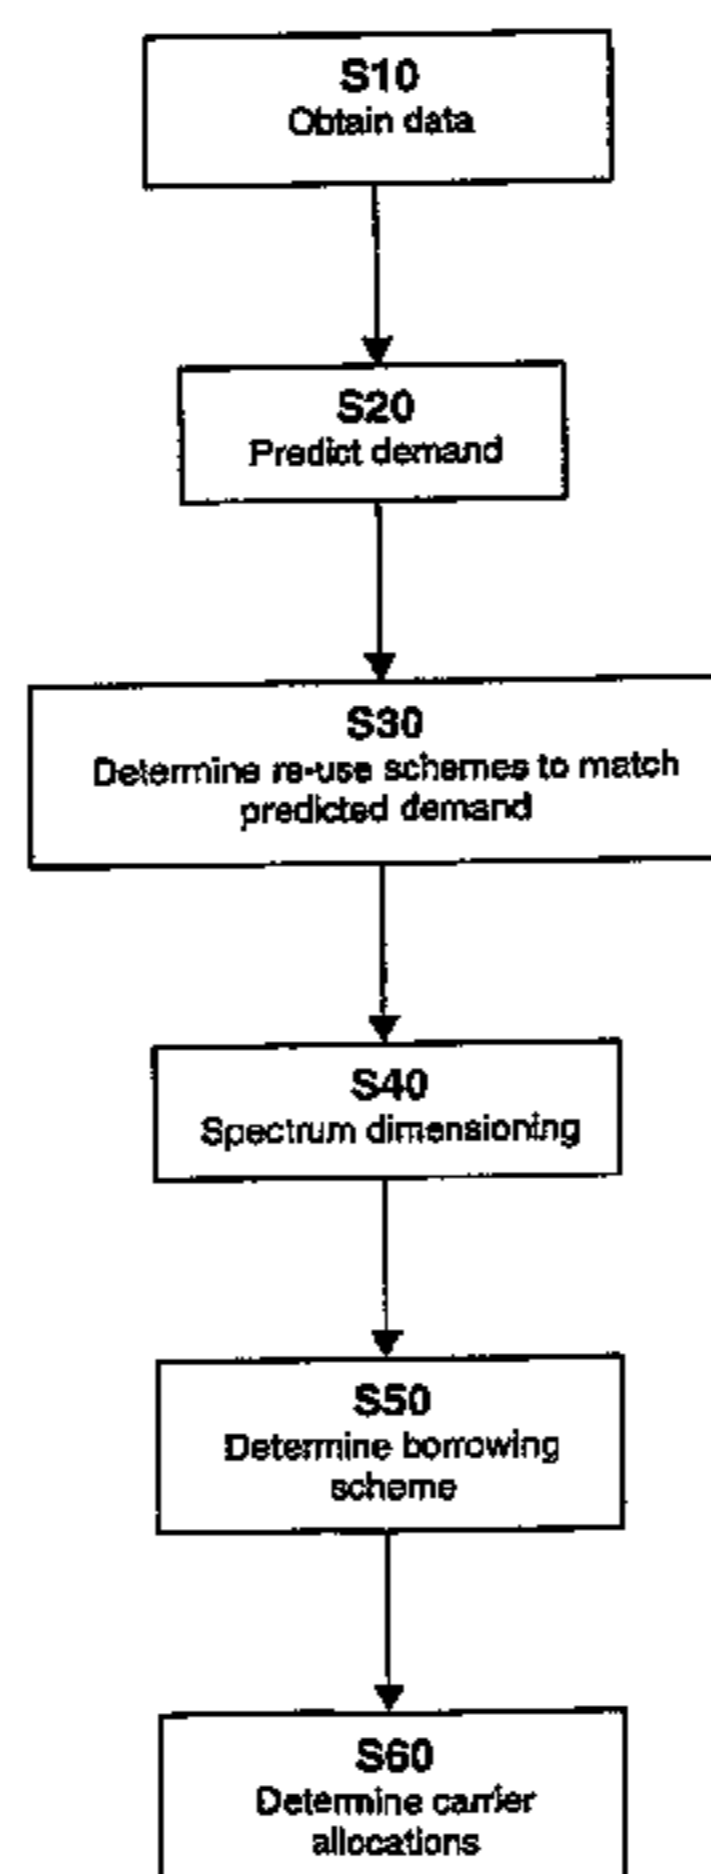 S10
Obtain data
S20
Predict demand
S30
Determine re-use schemes to match
predicted demand
S40
Spectrum dimensioning
S50
Determine borrowing
scheme
S60
Determine carrier
allocations